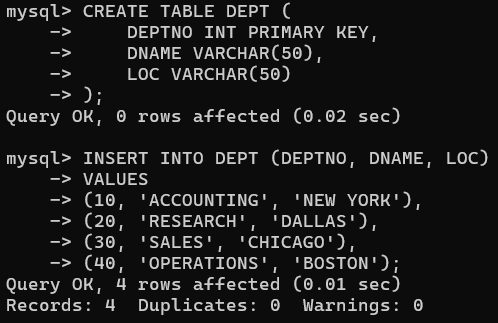 mysql> CREATE TABLE DEPT (
    ->     DEPTNO INT PRIMARY KEY,
    ->     DNAME VARCHAR(50),
    ->     LOC VARCHAR(50)
    -> );
Query OK, 0 rows affected (0.02 sec)

mysql> INSERT INTO DEPT (DEPTNO, DNAME, LOC)
    -> VALUES
    -> (10, 'ACCOUNTING', 'NEW YORK'),
    -> (20, 'RESEARCH', 'DALLAS'),
    -> (30, 'SALES', 'CHICAGO'),
    -> (40, 'OPERATIONS', 'BOSTON');
Query OK, 4 rows affected (0.01 sec)
Records: 4  Duplicates: 0  Warnings: 0